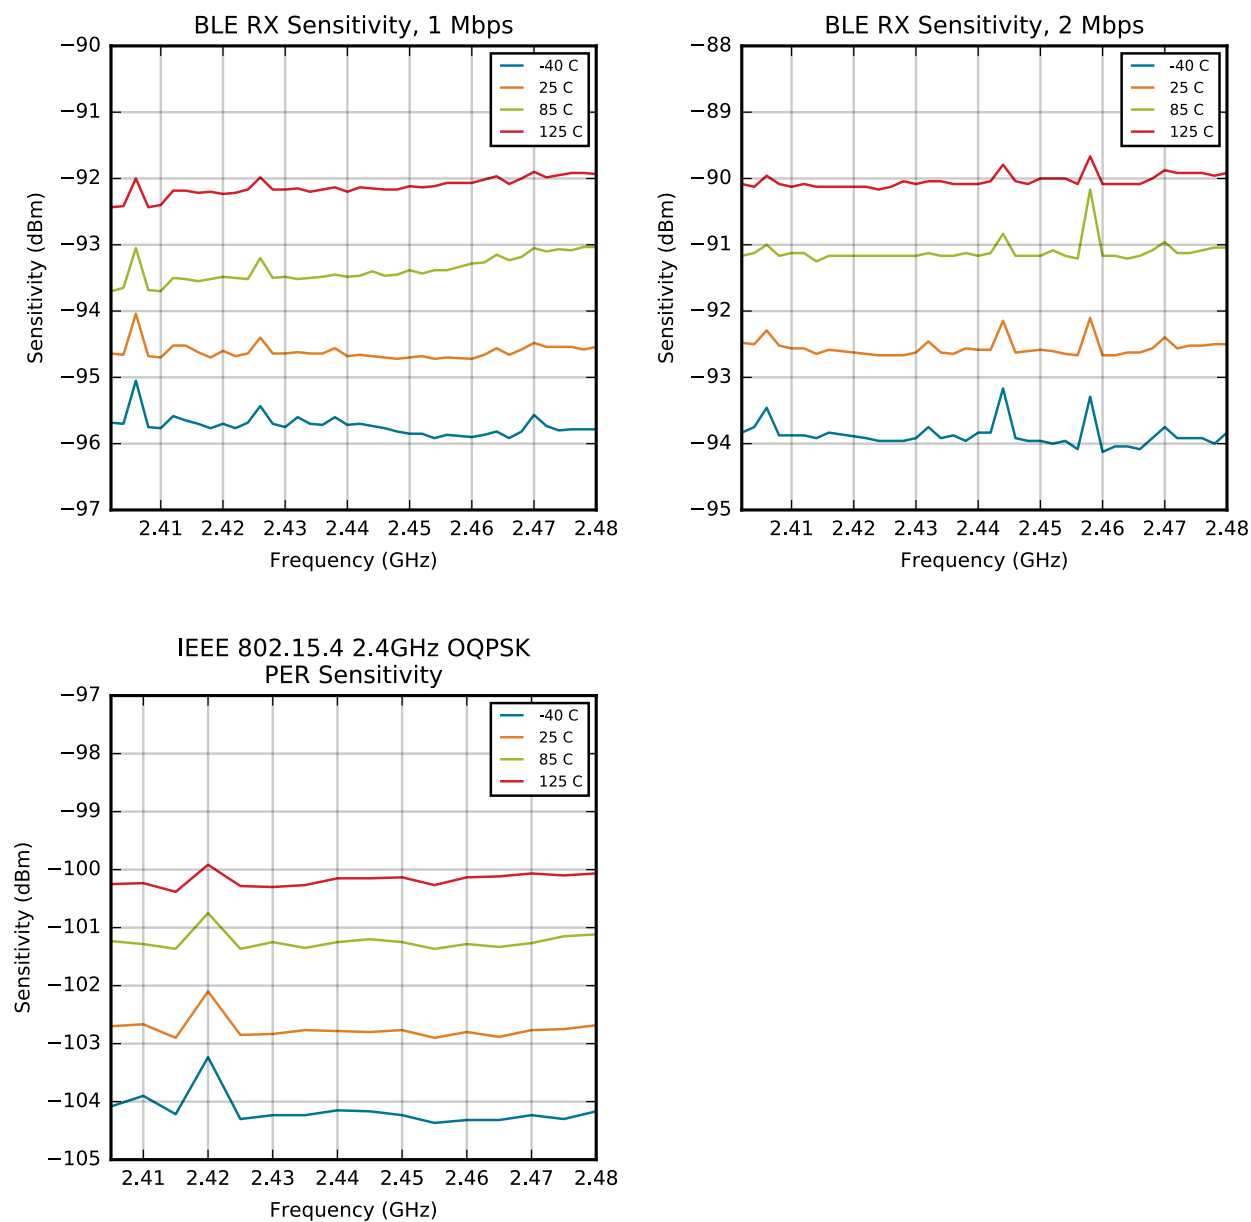 BLE RX Sensitivity, 1 Mbps
−90
−91
−92
−93
−94
−95
−96
−97
Sensitivity (dBm)
-40 C
25 C
85 C
125 C
2.41 2.42 2.43 2.44 2.45 2.46 2.47 2.48
Frequency (GHz)
BLE RX Sensitivity, 2 Mbps
−88
−89
−90
−91
−92
−93
−94
−95
Sensitivity (dBm)
-40 C
25 C
85 C
125 C
2.41 2.42 2.43 2.44 2.45 2.46 2.47 2.48
Frequency (GHz)
IEEE 802.15.4 2.4GHz OQPSK
PER Sensitivity
−97
−98
−99
−100
−101
−102
−103
−104
−105
Sensitivity (dBm)
-40 C
25 C
85 C
125 C
2.41 2.42 2.43 2.44 2.45 2.46 2.47 2.48
Frequency (GHz)